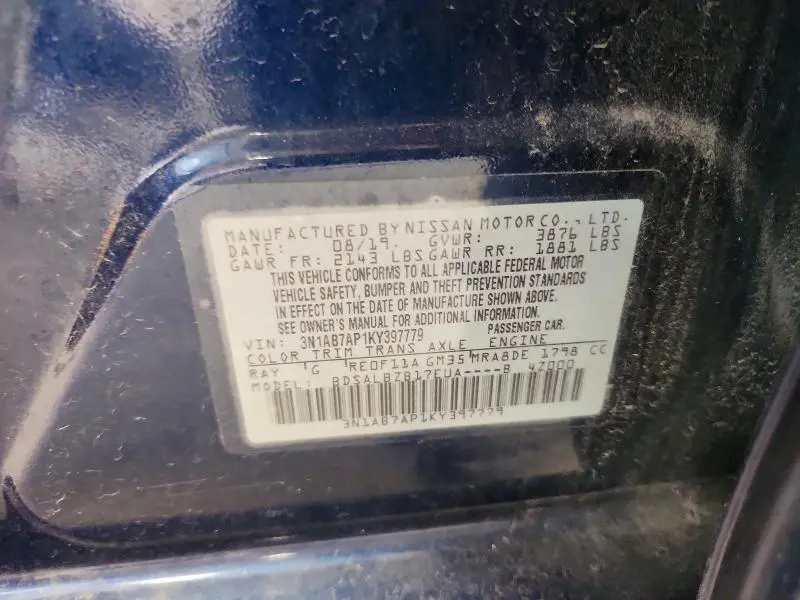 MANUFACTURED BY NISSAN MOTOR CO., LTD.
DATE: 08/19. GVWR: 3876 LBS
GAWR FR: 2143 LBS GAWR RR: 1881 LBS
THIS VEHICLE CONFORMS TO ALL APPLICABLE FEDERAL MOTOR
VEHICLE SAFETY, BUMPER AND THEFT PREVENTION STANDARDS
IN EFFECT ON THE DATE OF MANUFACTURE SHOWN ABOVE.
SEE OWNER'S MANUAL FOR ADDITIONAL INFORMATION.
VIN: 3N1AB7AP1KY397779 PASSENGER CAR.
COLOR TRIM TRANS AXLE ENGINE
RAY G RE0F11A GM35 MRA8DE 1798 CC
MODEL: BDSALBZB17EUA----B 4Z000
3N1AB7AP1KY397779